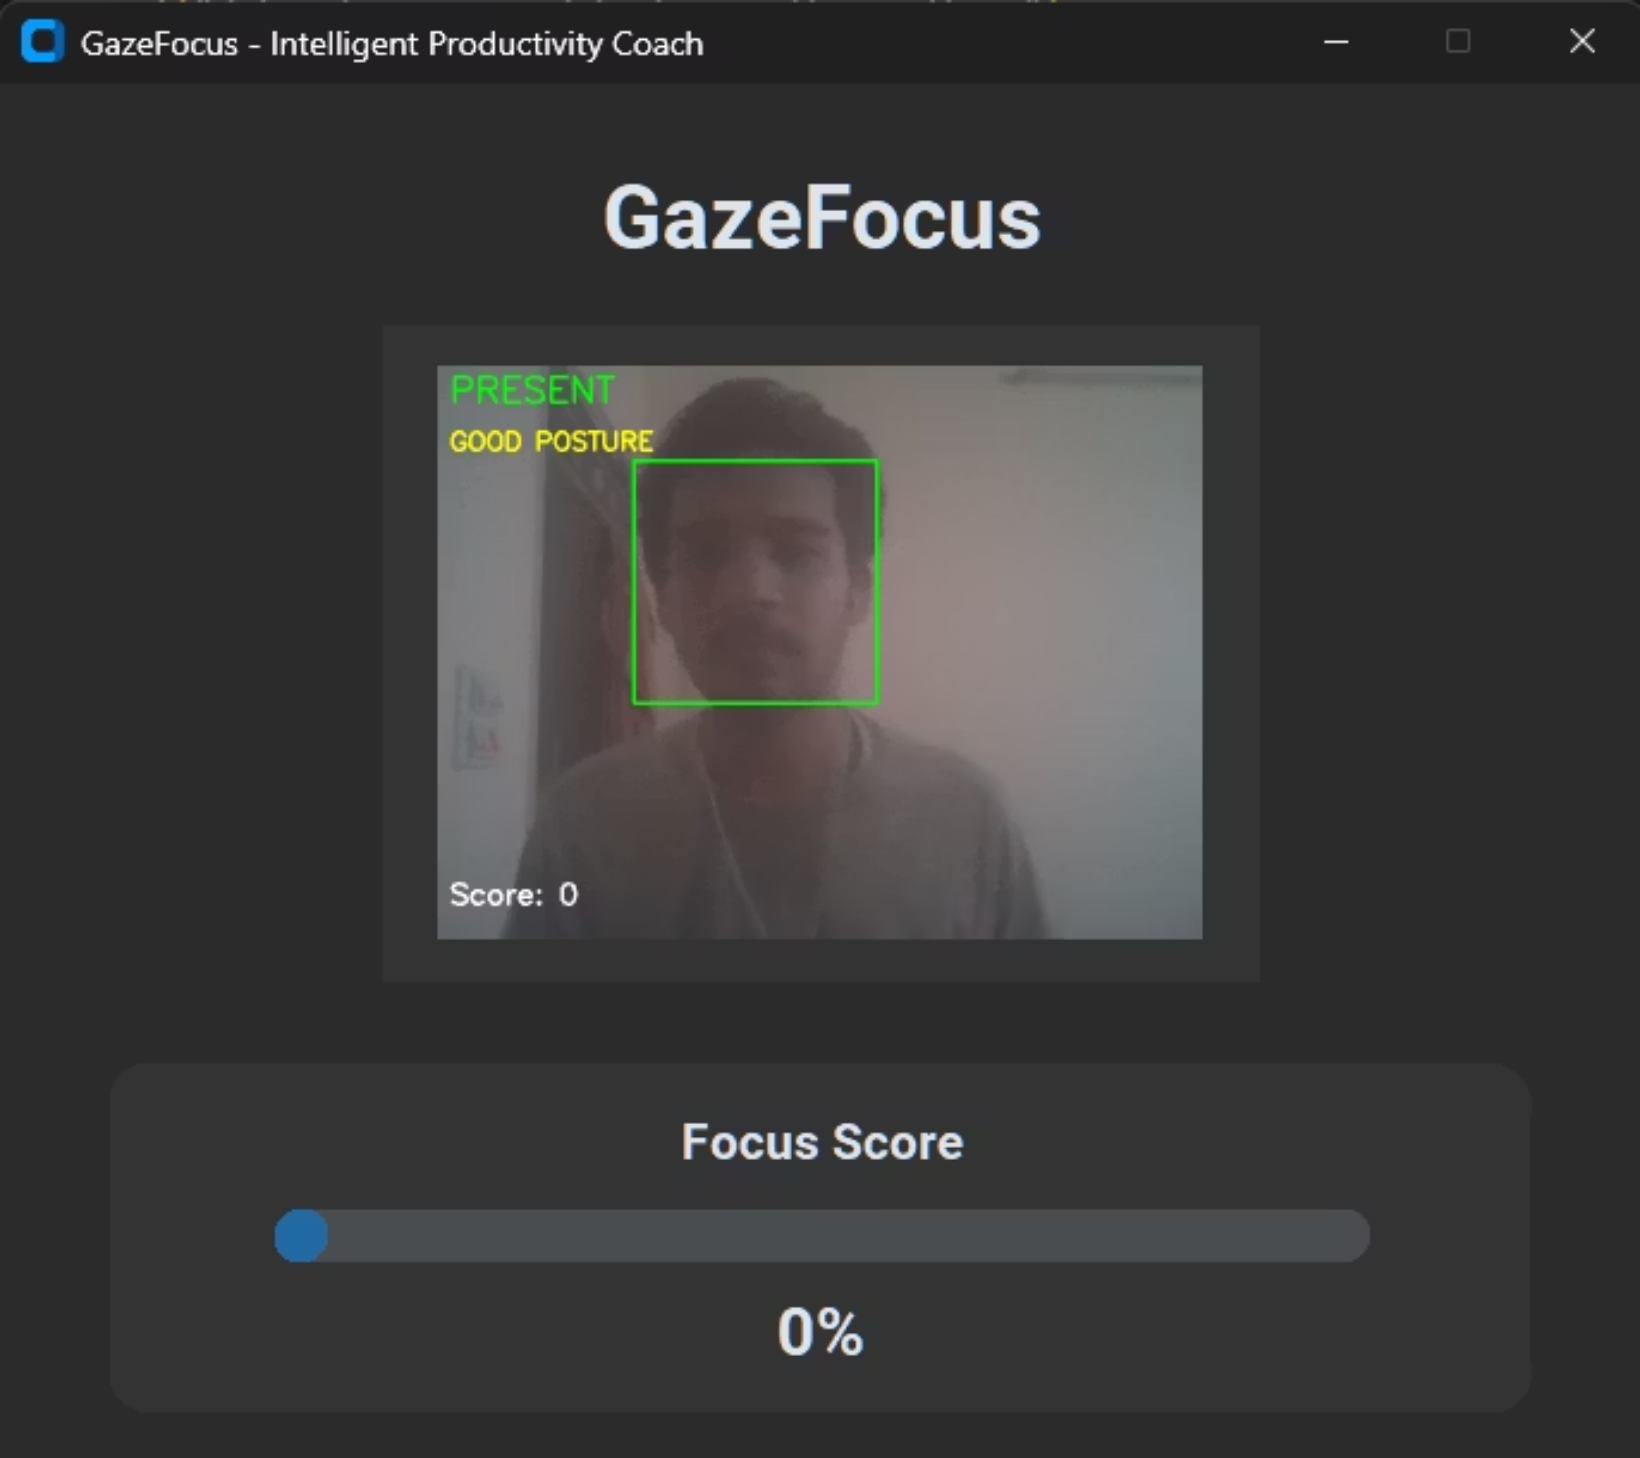 GazeFocus - Intelligent Productivity Coach
GazeFocus
PRESENT
GOOD POSTURE
Score: 0
Focus Score
0%